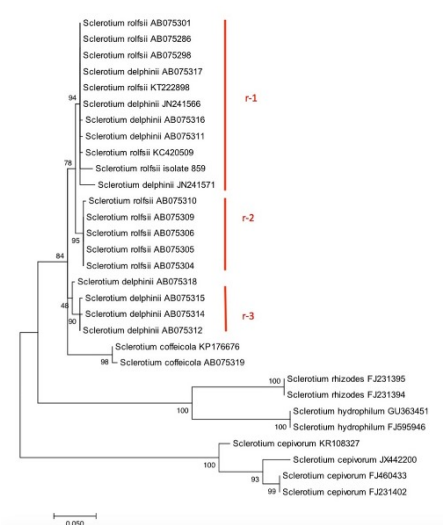 Sclerotium rolfsii AB075301
Sclerotium rolfsii AB075286
Sclerotium rolfsii AB075298
Sclerotium delphinii AB075317
Sclerotium rolfsii KT222898
94
Sclerotium delphinii JN241566
r-1
Sclerotium delphinii AB075316
Sclerotium delphinii AB075311
Sclerotium rolfsii KC420509
78
Sclerotium rolfsii isolate 859
Sclerotium delphinii JN241571
Sclerotium rolfsii AB075310
Sclerotium rolfsii AB075309
r-2
Sclerotium rolfsii AB075306
95
Sclerotium rolfsii AB075305
84
Sclerotium rolfsii AB075304
Sclerotium delphinii AB075318
48
Sclerotium delphinii AB075315
Sclerotium delphinii AB075314
r-3
90
Sclerotium delphinii AB075312
Sclerotium coffeicola KP176676
98
Sclerotium coffeicola AB075319
100
Sclerotium rhizodes FJ231395
Sclerotium rhizodes FJ231394
100
Sclerotium hydrophilum GU363451
100
Sclerotium hydrophilum FJ595946
Sclerotium cepivorum KR108327
100
Sclerotium cepivorum JX442200
93
Sclerotium cepivorum FJ460433
99
Sclerotium cepivorum FJ231402
0.050